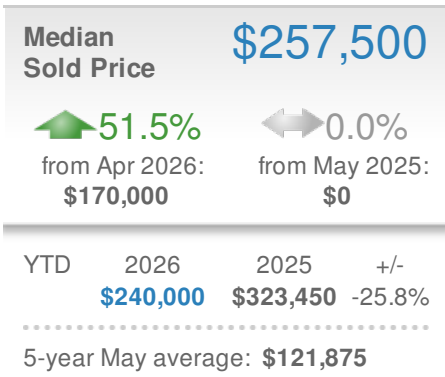 Median
Sold Price
$257,500
51.5%
from Apr 2026:
$170,000
0.0%
from May 2025:
$0
YTD 2026 2025 +/-
$240,000 $323,450 -25.8%
5-year May average: $121,875